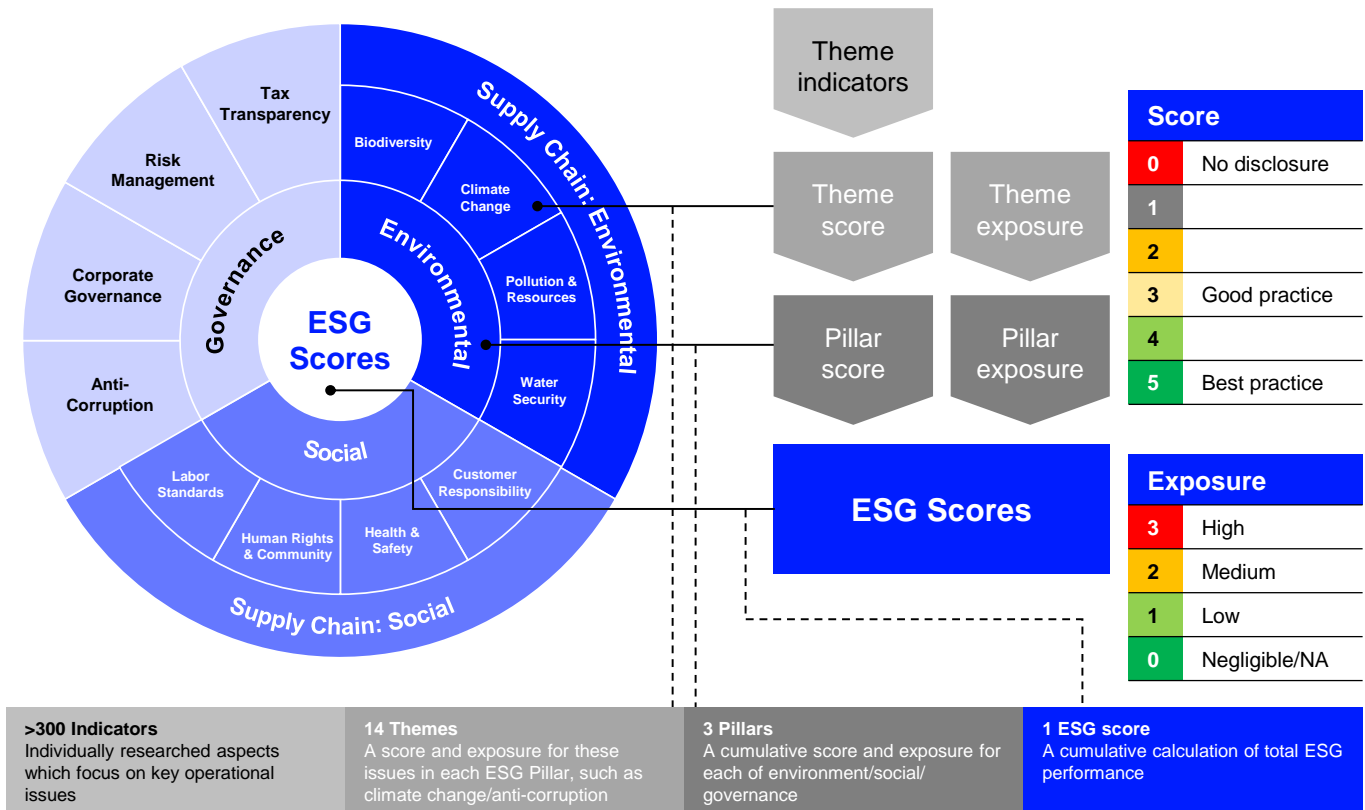 Tax
Transparency
Risk
Management
Corporate
Governance
Anti-
Corruption
Governance
Biodiversity
Climate
Change
Pollution &
Resources
Water
Security
Environmental
Supply Chain: Environmental
ESG
Scores
Social
Labor
Standards
Human Rights
& Community
Health &
Safety
Customer
Responsibility
Supply Chain: Social
Theme
indicators
Theme
score
Theme
exposure
Pillar
score
Pillar
exposure
ESG Scores
Score
0 No disclosure
1
2
3 Good practice
4
5 Best practice
Exposure
3 High
2 Medium
1 Low
0 Negligible/NA
>300 Indicators
Individually researched aspects
which focus on key operational
issues
14 Themes
A score and exposure for these
issues in each ESG Pillar, such as
climate change/anti-corruption
3 Pillars
A cumulative score and exposure for
each of environment/social/
governance
1 ESG score
A cumulative calculation of total ESG
performance